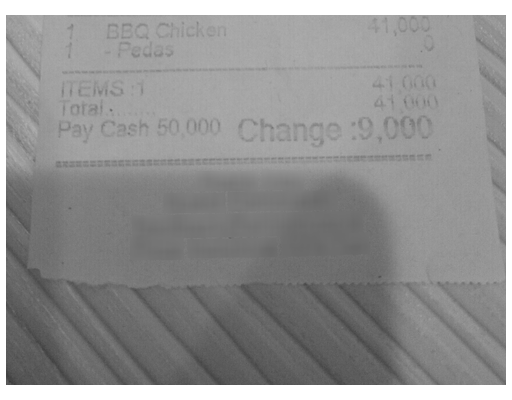 1 BBQ Chicken 41,000
1 - Pedas .0
ITEMS :1 41,000
Total......... 41,000
Pay Cash 50,000 Change :9,000